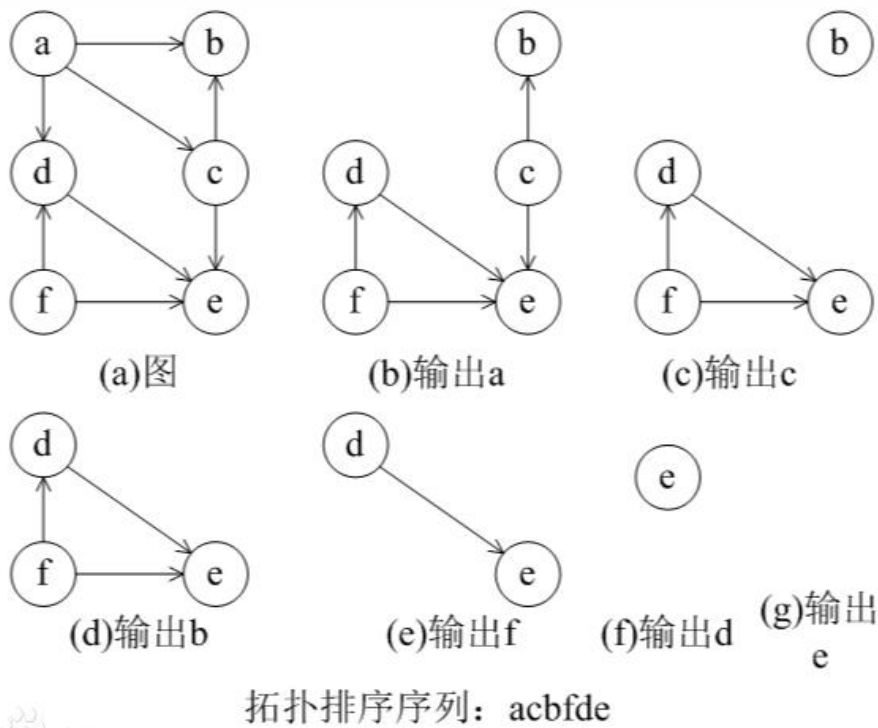 a b b b
d c d c d
f e f e f e
(a)图 (b)输出a (c)输出c
d d e
f e e
(d)输出b (e)输出f (f)输出d (g)输出
e
拓扑排序序列：acbfde